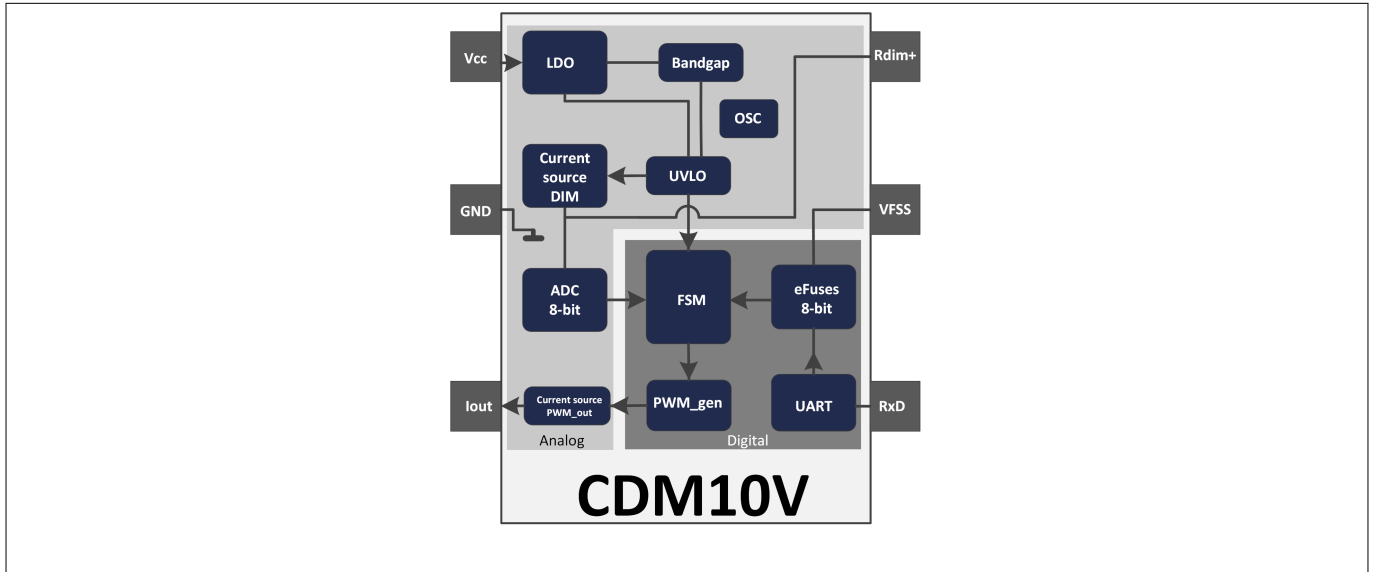 Vcc
LDO
Bandgap
Rdim+
OSC
Current
source
DIM
UVLO
GND
VFSS
ADC
8-bit
FSM
eFuses
8-bit
Iout
Current source
PWM_out
PWM_gen
UART
RxD
Analog
Digital
CDM10V